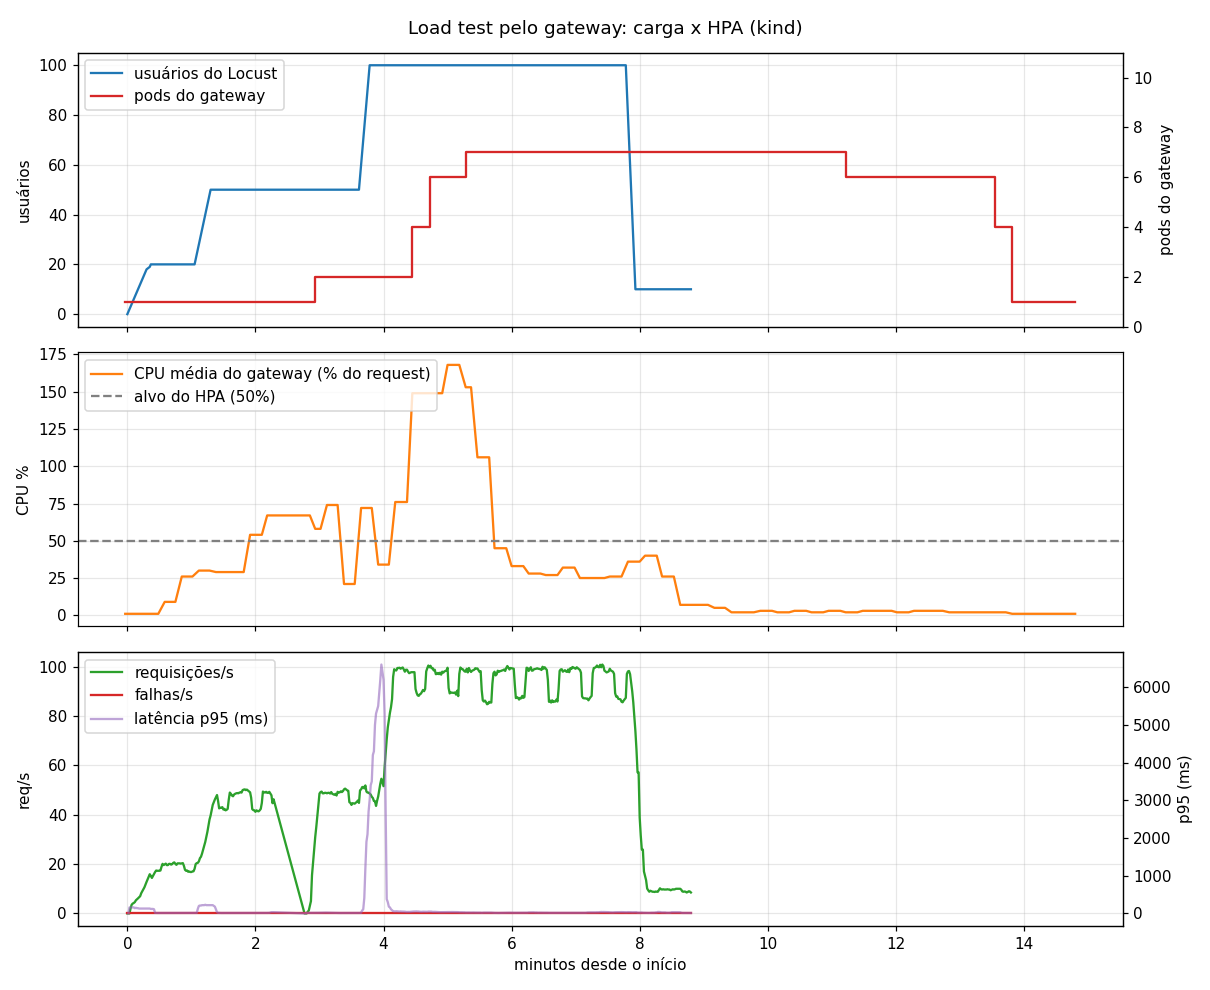 Load test pelo gateway: carga x HPA (kind)
usuários do Locust
pods do gateway
100
80
60
40
20
0
usuários
10
8
6
4
2
0
pods do gateway
CPU média do gateway (% do request)
alvo do HPA (50%)
175
150
125
100
75
50
25
0
CPU %
requisições/s
falhas/s
latência p95 (ms)
100
80
60
40
20
0
req/s
6000
5000
4000
3000
2000
1000
0
p95 (ms)
0 2 4 6 8 10 12 14
minutos desde o início